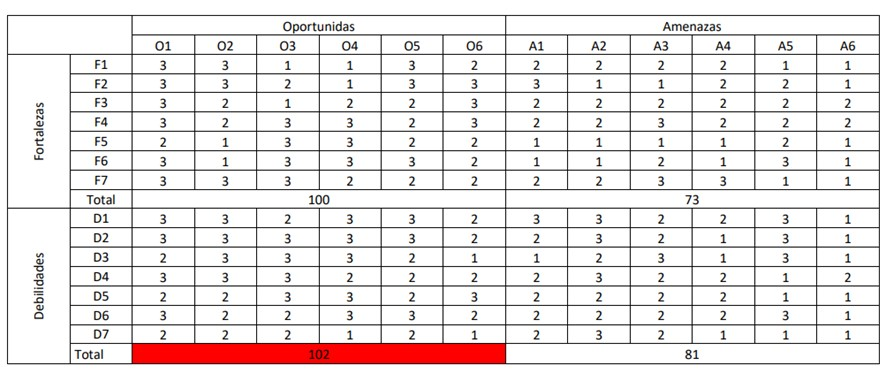 Oportunidas Amenazas
O1 O2 O3 O4 O5 O6 A1 A2 A3 A4 A5 A6
Fortalezas
F1 3 3 1 1 3 2 2 2 2 2 1 1
F2 3 3 2 1 3 3 3 1 1 2 2 1
F3 3 2 1 2 2 3 2 2 2 2 2 2
F4 3 2 3 3 2 2 2 2 3 2 2 2
F5 2 1 3 3 2 2 1 1 1 1 2 1
F6 3 1 3 3 3 2 1 1 2 1 3 1
F7 3 3 3 2 2 2 2 2 3 3 1 1
Total 100 73
Debilidades
D1 3 3 2 3 3 2 3 3 2 2 3 1
D2 3 3 3 3 3 2 2 3 2 1 3 1
D3 2 3 3 3 2 1 1 2 3 1 3 1
D4 3 3 3 2 2 2 2 3 2 2 1 2
D5 2 2 3 3 2 3 2 2 2 2 1 1
D6 3 2 2 3 3 2 2 2 2 2 3 1
D7 2 2 2 1 2 1 2 3 2 1 1 1
Total 102 81